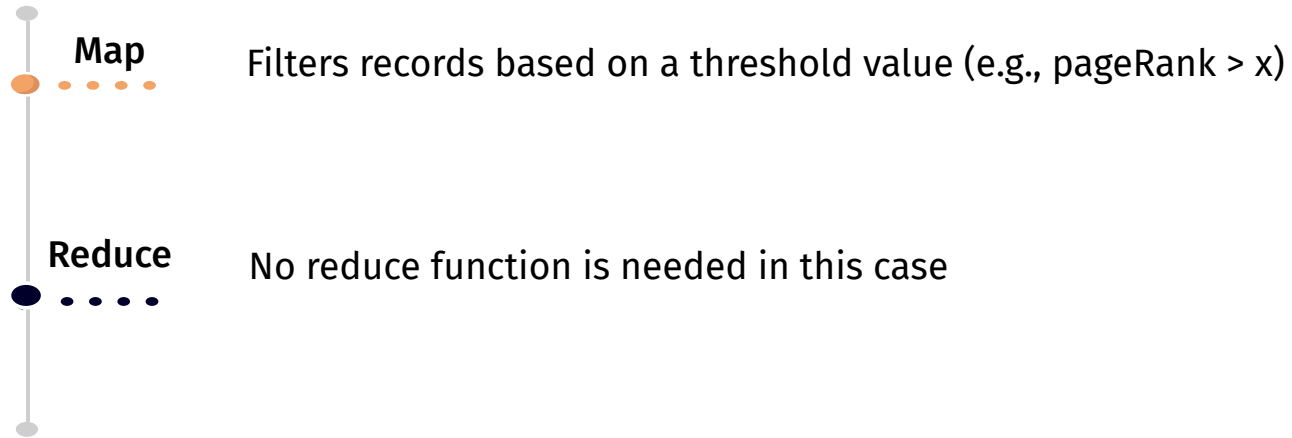 Map
Filters records based on a threshold value (e.g., pageRank > x)
Reduce
No reduce function is needed in this case